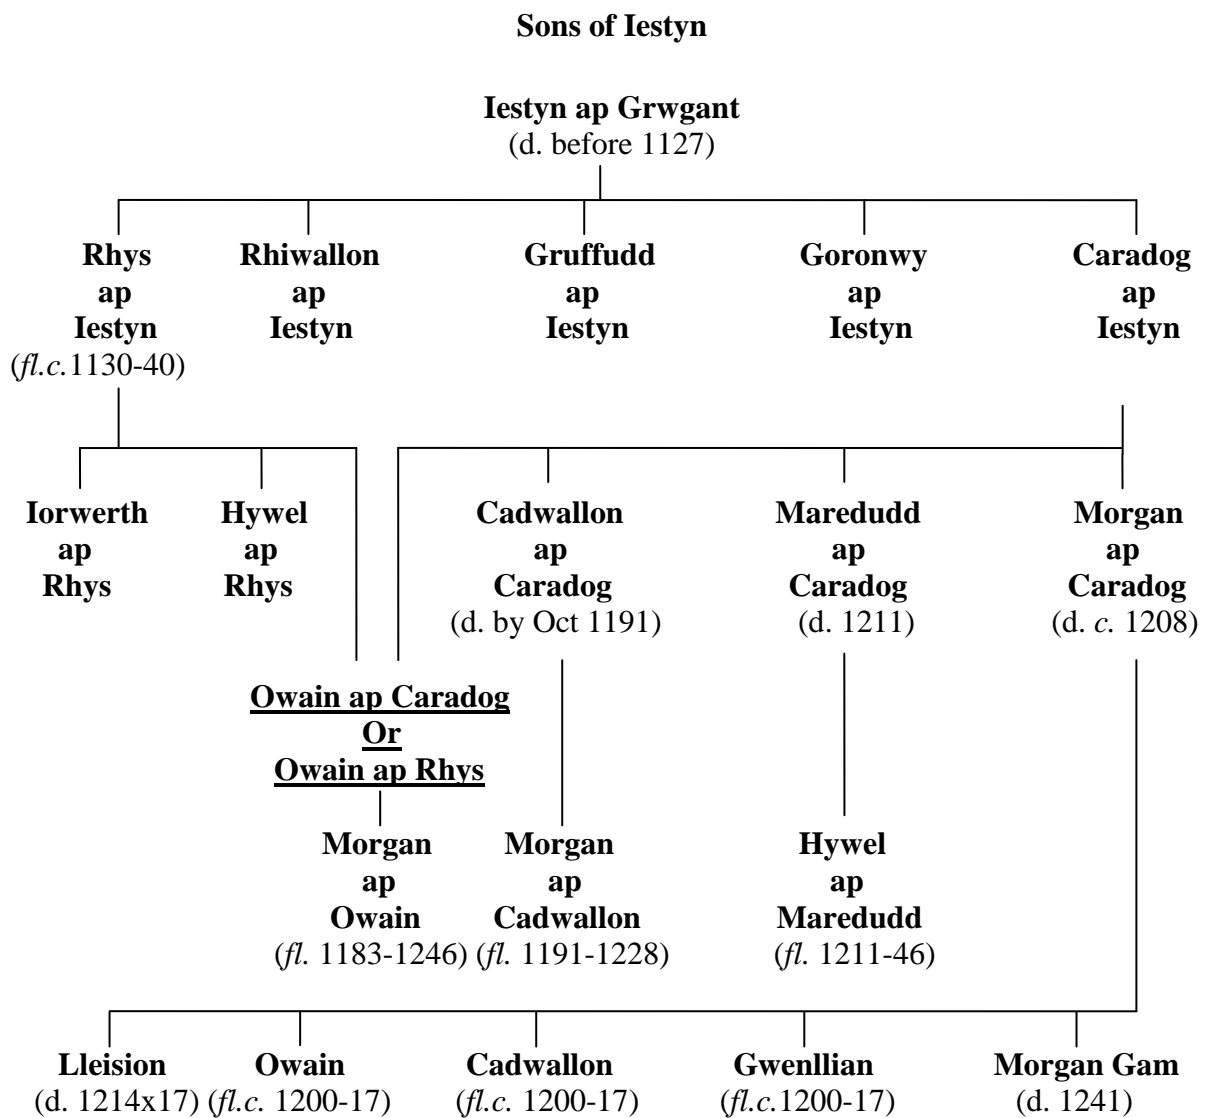 Sons of Iestyn
Iestyn ap Grwgant
(d. before 1127)
Rhys
ap
Iestyn
(fl.c.1130-40)
Rhiwallon
ap
Iestyn
Gruffudd
ap
Iestyn
Goronwy
ap
Iestyn
Caradog
ap
Iestyn
Iorwerth
ap
Rhys
Hywel
ap
Rhys
Cadwallon
ap
Caradog
(d. by Oct 1191)
Maredudd
ap
Caradog
(d. 1211)
Morgan
ap
Caradog
(d. c. 1208)
Owain ap Caradog
Or
Owain ap Rhys
Morgan
ap
Owain
(fl. 1183-1246)
Morgan
ap
Cadwallon
(fl. 1191-1228)
Hywel
ap
Maredudd
(fl. 1211-46)
Lleision
(d. 1214x17)
Owain
(fl.c. 1200-17)
Cadwallon
(fl.c. 1200-17)
Gwenllian
(fl.c.1200-17)
Morgan Gam
(d. 1241)